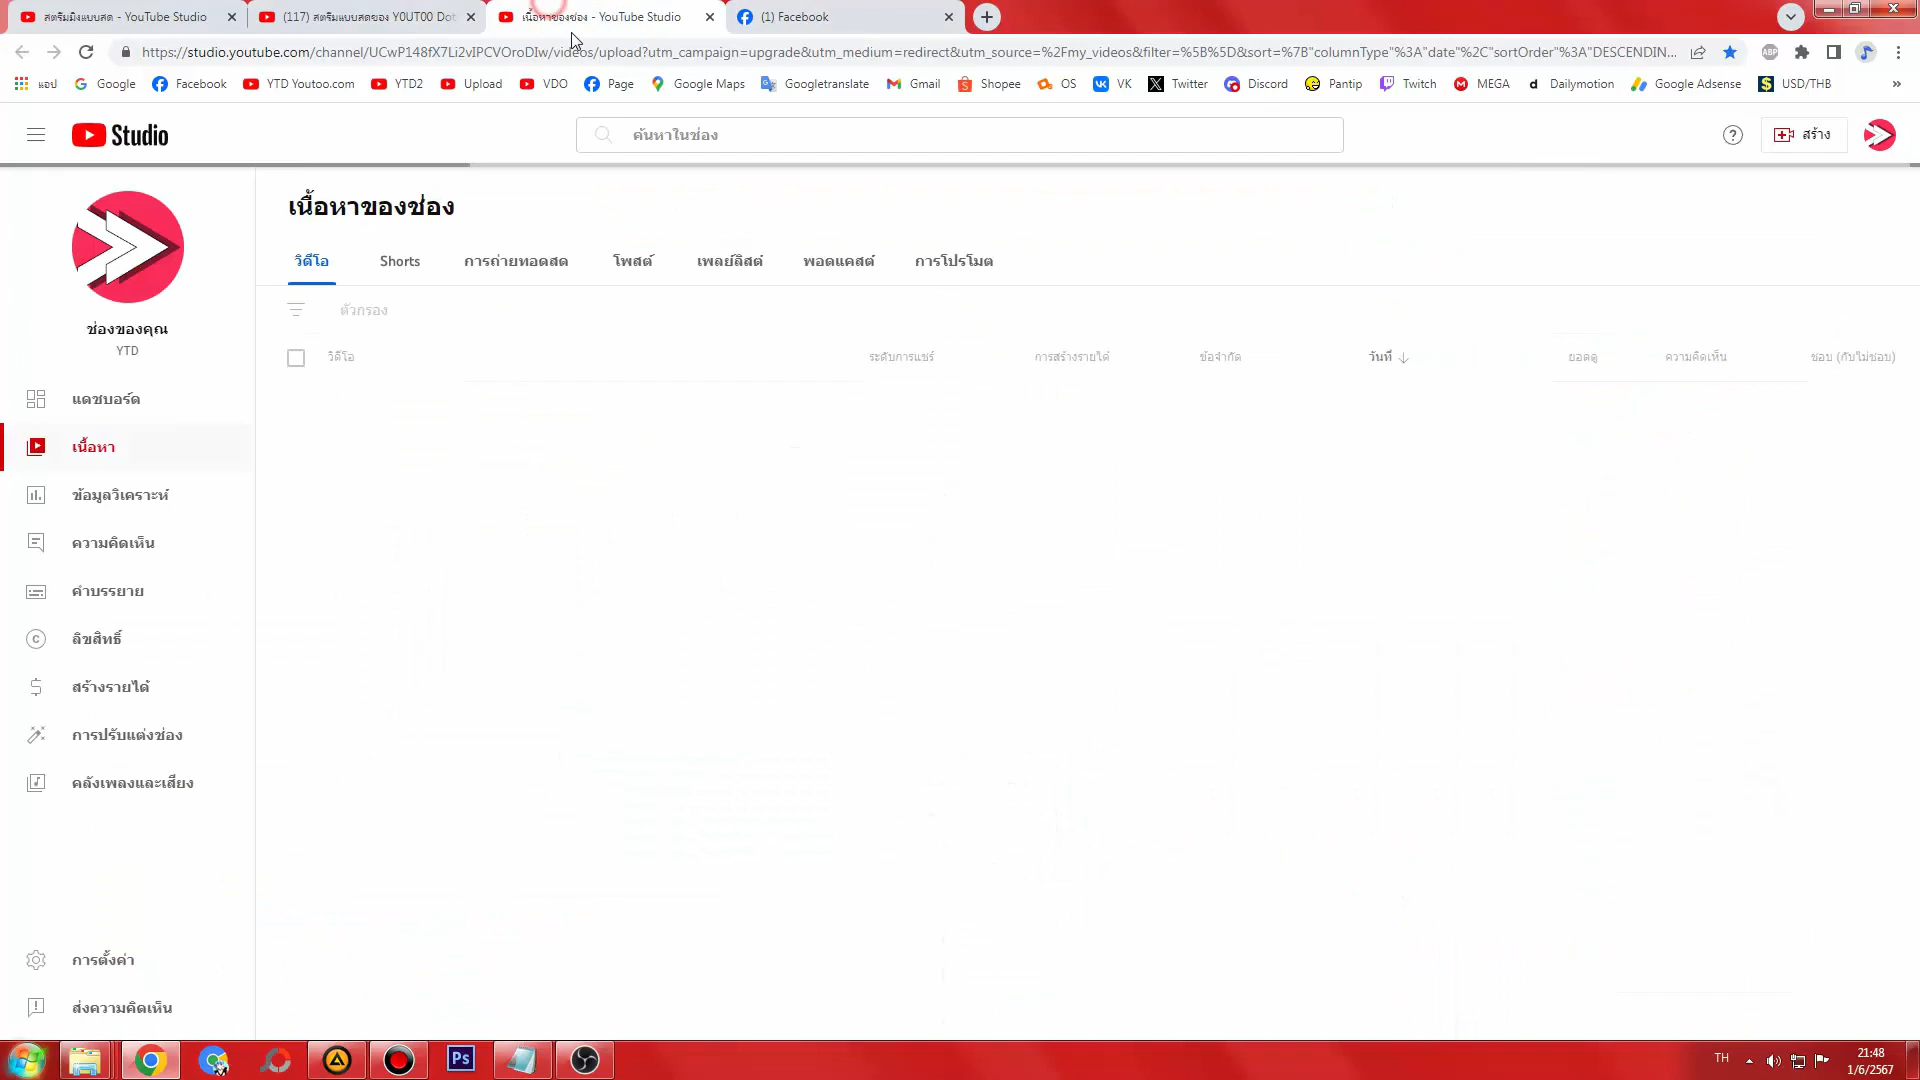 สตรีมมิงแบบสด - YouTube Studio
(117) สตรีมแบบสดของ Y0UT00 Dot
เนื้อหาของช่อง - YouTube Studio
(1) Facebook
https://studio.youtube.com/channel/UCwP148fX7Li2vIPCVOroDIw/videos/upload?utm_campaign=upgrade&utm_medium=redirect&utm_source=%2Fmy_videos&filter=%5B%5D&sort=%7B"columnType"%3A"date"%2C"sortOrder"%3A"DESCENDIN...
ABP
แอป
Google
Facebook
YTD Youtoo.com
YTD2
Upload
VDO
Page
Google Maps
Googletranslate
Gmail
Shopee
OS
VK
Twitter
Discord
Pantip
Twitch
MEGA
Dailymotion
Google Adsense
USD/THB
Studio
ค้นหาในช่อง
สร้าง
เนื้อหาของช่อง
วิดีโอ
Shorts
การถ่ายทอดสด
โพสต์
เพลย์ลิสต์
พอดแคสต์
การโปรโมต
ตัวกรอง
วิดีโอ
ระดับการแชร์
การสร้างรายได้
ข้อจำกัด
วันที่
ยอดดู
ความคิดเห็น
ชอบ (กับไม่ชอบ)
ช่องของคุณ
YTD
แดชบอร์ด
เนื้อหา
ข้อมูลวิเคราะห์
ความคิดเห็น
คำบรรยาย
ลิขสิทธิ์
สร้างรายได้
การปรับแต่งช่อง
คลังเพลงและเสียง
การตั้งค่า
ส่งความคิดเห็น
Ps
TH
21:48
1/6/2567